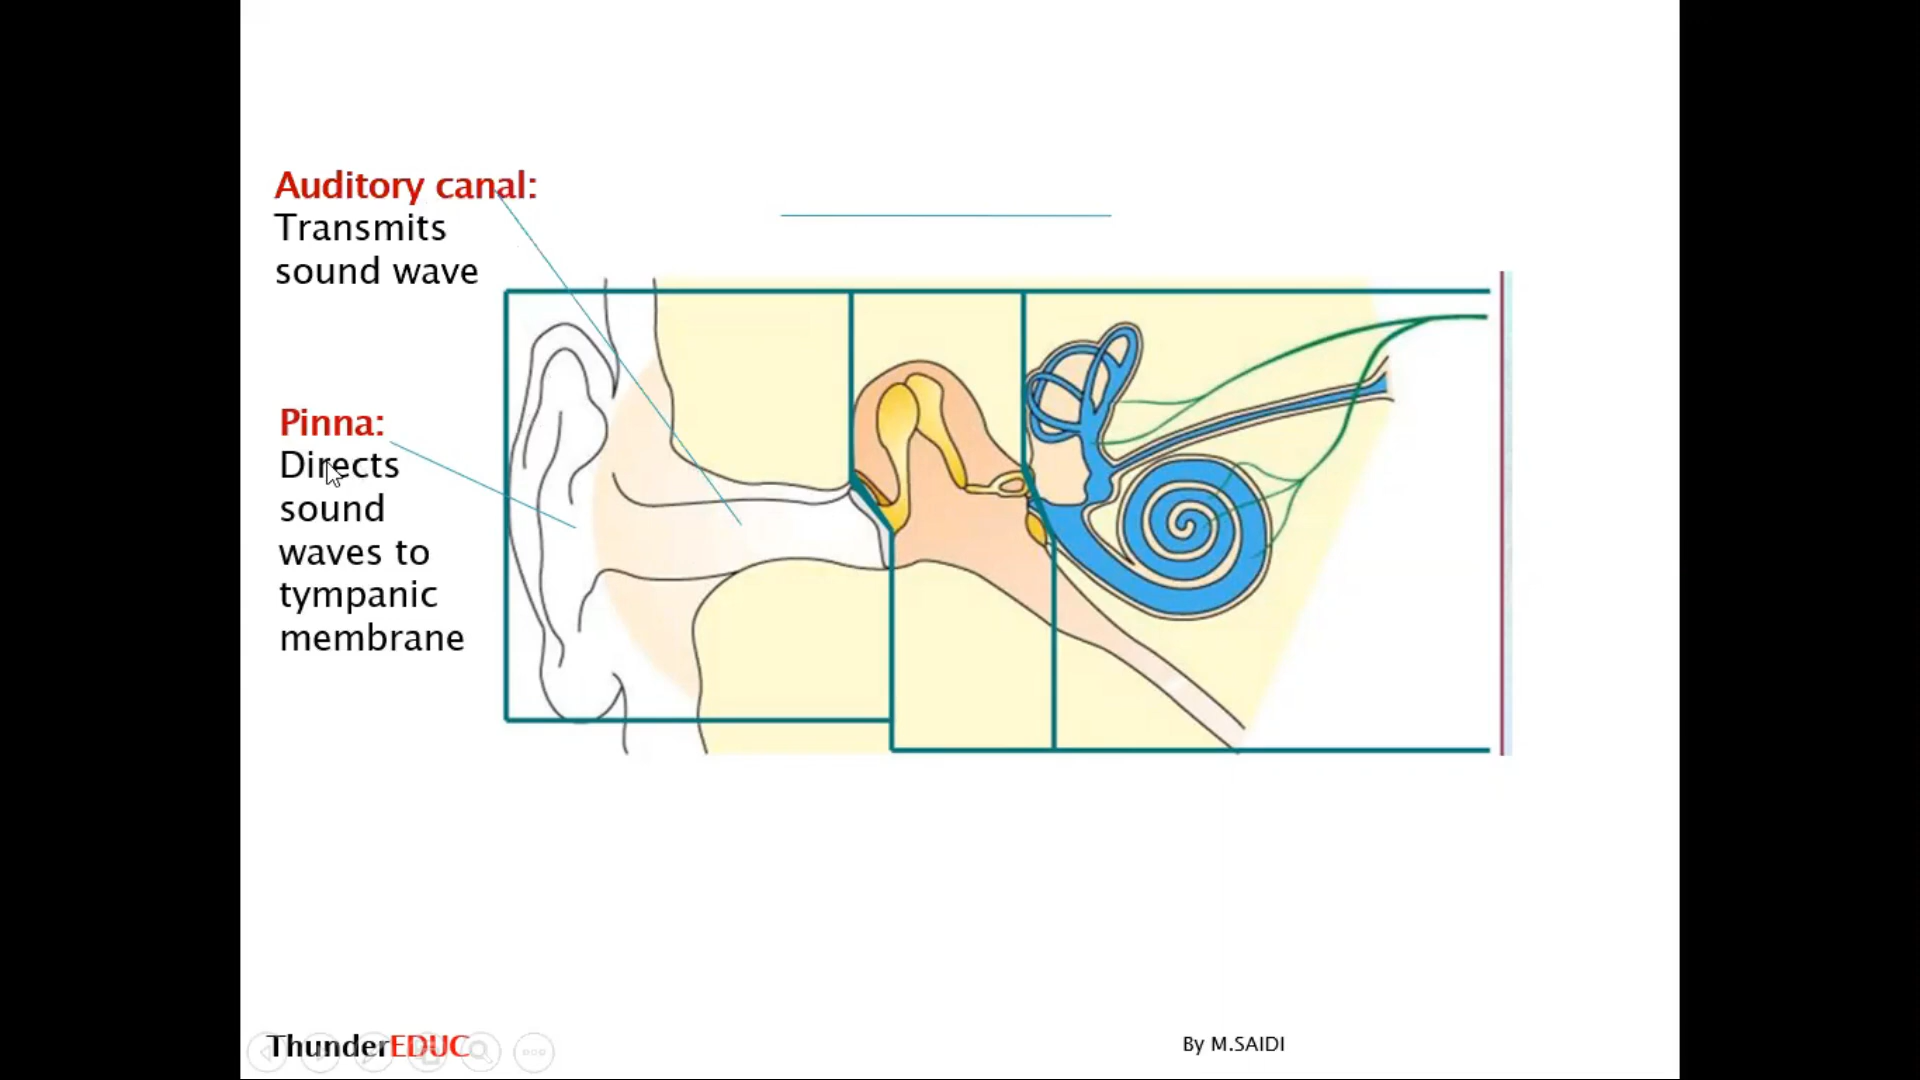 Auditory canal:
Transmits
sound wave
Pinna:
Directs
sound
waves to
tympanic
membrane
ThunderEDUC
By M.SAIDI